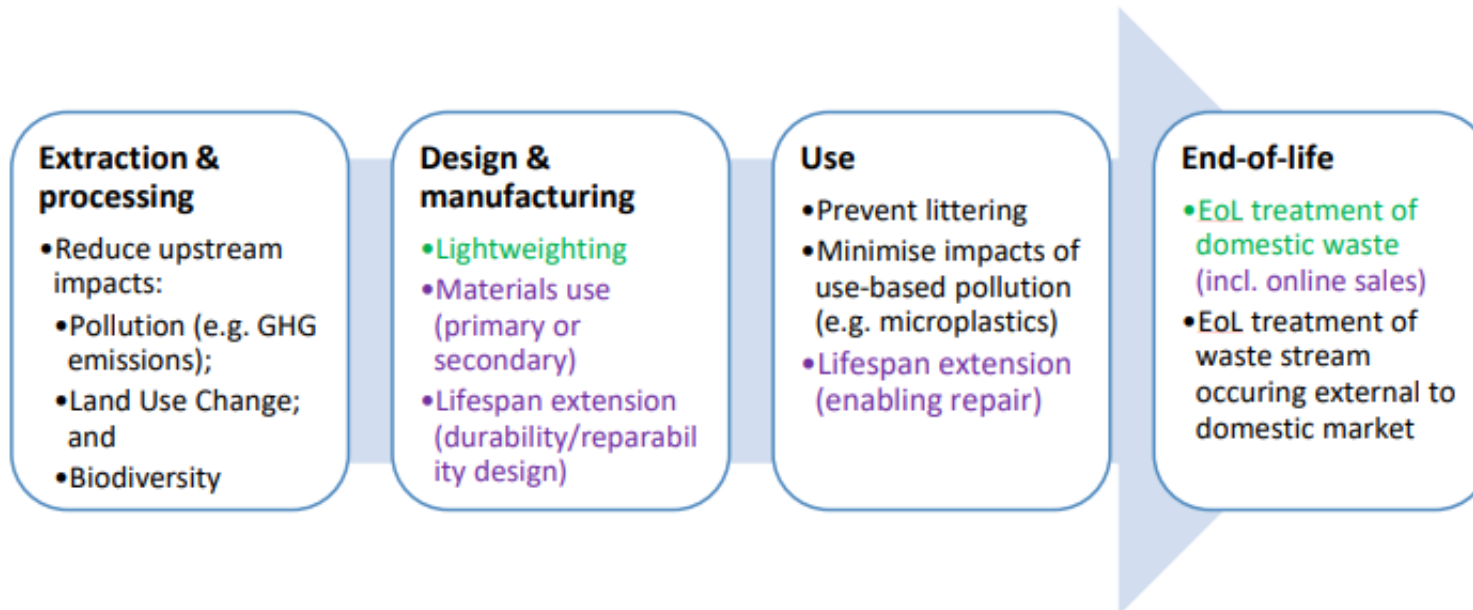 Extraction &
processing
•Reduce upstream
impacts:
•Pollution (e.g. GHG
emissions);
•Land Use Change;
and
•Biodiversity
Design &
manufacturing
•Lightweighting
•Materials use
(primary or
secondary)
•Lifespan extension
(durability/reparabil
ity design)
Use
•Prevent littering
•Minimise impacts of
use-based pollution
(e.g. microplastics)
•Lifespan extension
(enabling repair)
End-of-life
•EoL treatment of
domestic waste
(incl. online sales)
•EoL treatment of
waste stream
occuring external to
domestic market